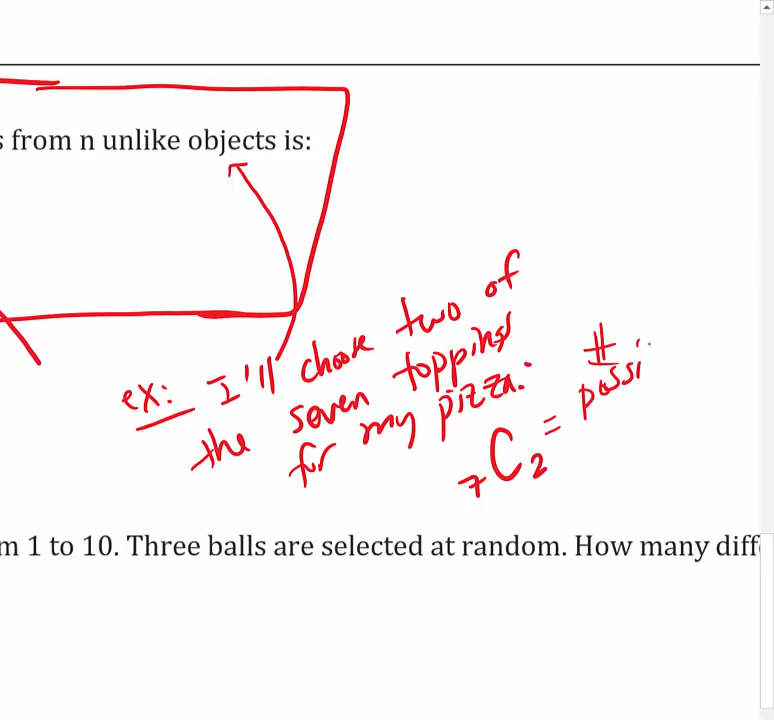 s from n unlike objects is:
ex: I'll choose two of
the seven toppings
for my pizza.
₇C₂ = # possi
m 1 to 10. Three balls are selected at random. How many diff